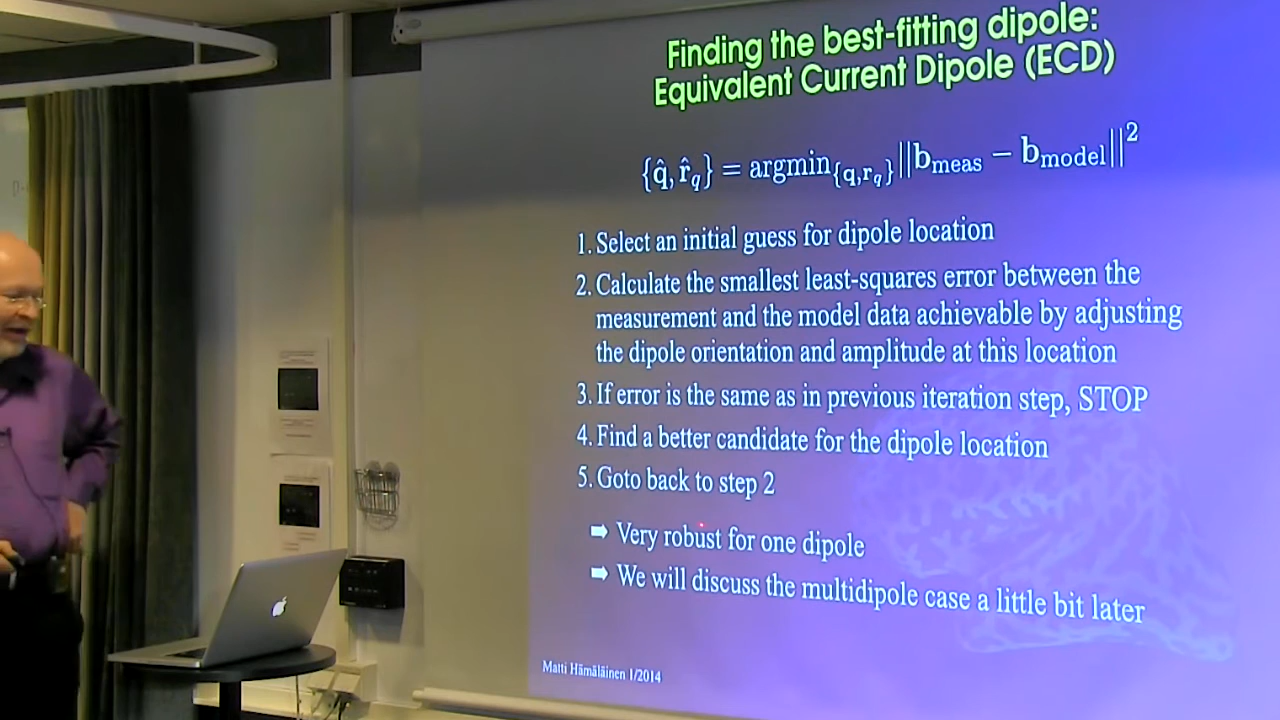 Finding the best-fitting dipole:
Equivalent Current Dipole (ECD)
{q̂, r̂_q} = argmin_{q,r_q} ||b_meas − b_model||²
1. Select an initial guess for dipole location
2. Calculate the smallest least-squares error between the
measurement and the model data achievable by adjusting
the dipole orientation and amplitude at this location
3. If error is the same as in previous iteration step, STOP
4. Find a better candidate for the dipole location
5. Goto back to step 2
➡ Very robust for one dipole
➡ We will discuss the multidipole case a little bit later
Matti Hämäläinen 1/2014